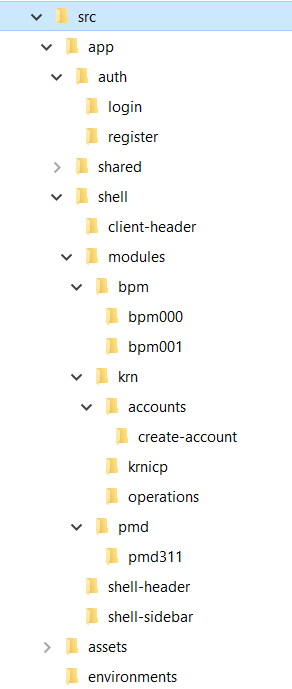 src
app
auth
login
register
shared
shell
client-header
modules
bpm
bpm000
bpm001
krn
accounts
create-account
krnicp
operations
pmd
pmd311
shell-header
shell-sidebar
assets
environments